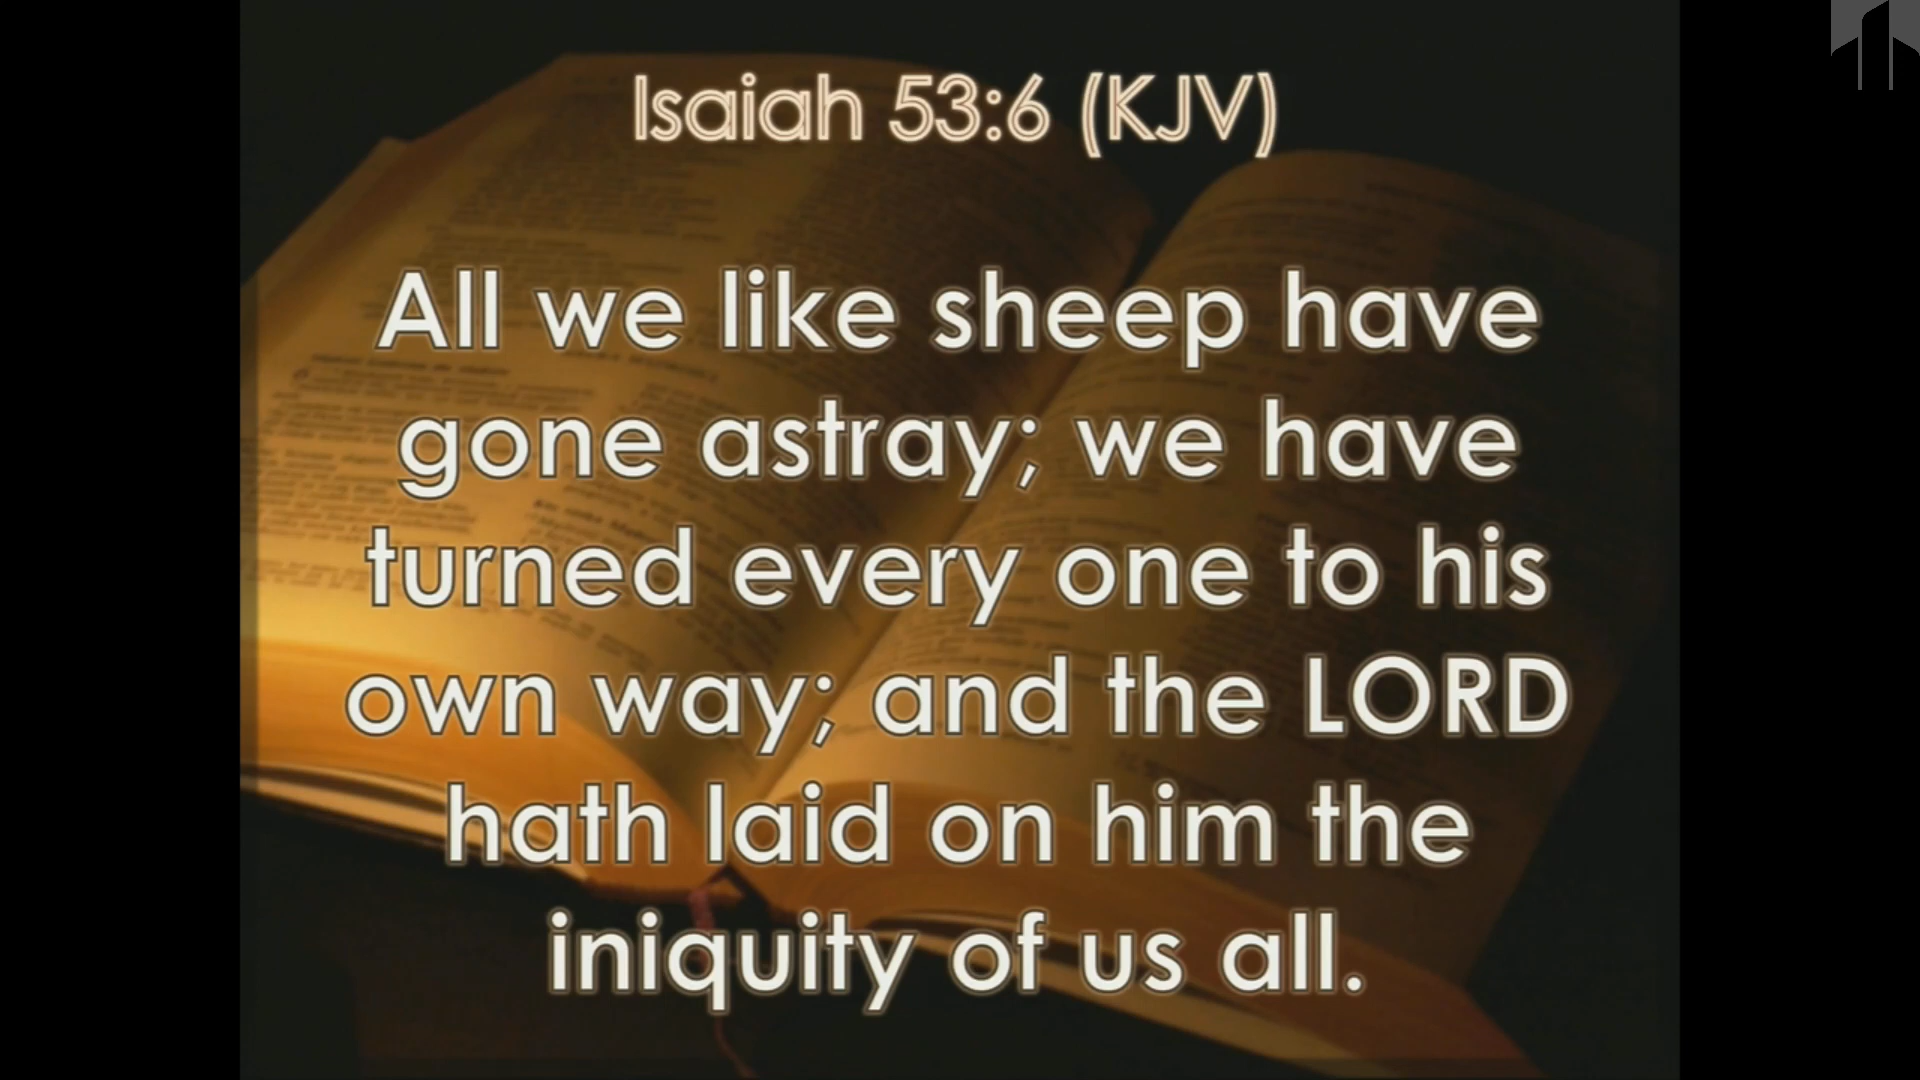 Isaiah 53:6 (KJV)
All we like sheep have
gone astray; we have
turned every one to his
own way; and the LORD
hath laid on him the
iniquity of us all.